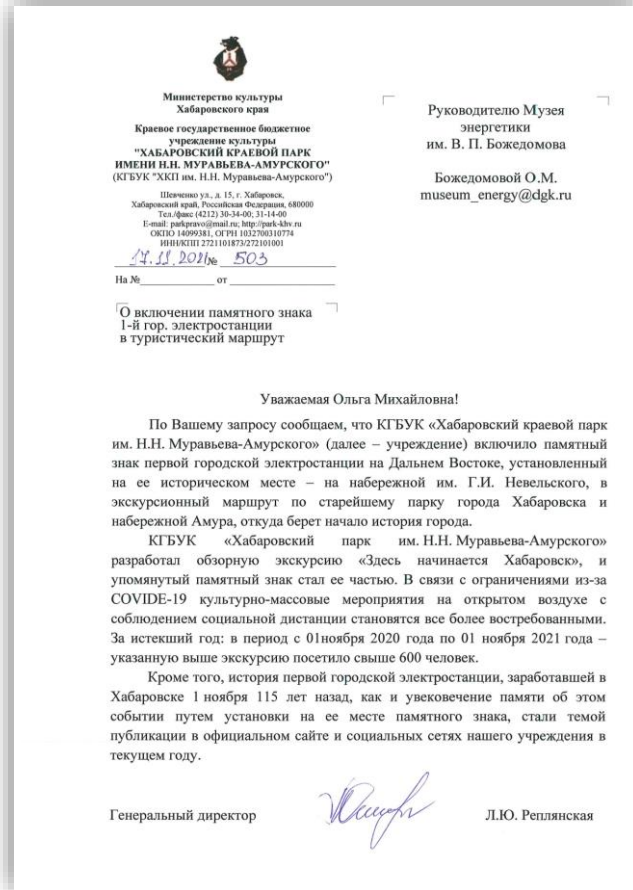 Министерство культуры
Хабаровского края
Краевое государственное бюджетное
учреждение культуры
"ХАБАРОВСКИЙ КРАЕВОЙ ПАРК
ИМЕНИ Н.Н. МУРАВЬЕВА-АМУРСКОГО"
(КГБУК "ХКП им. Н.Н. Муравьева-Амурского")
Шевченко ул., д. 15, г. Хабаровск,
Хабаровский край, Российская Федерация, 680000
Тел./факс (4212) 30-34-00; 31-14-00
E-mail: parkpravo@mail.ru; http://park-khv.ru
ОКПО 14099381, ОГРН 1032700310774
ИНН/КПП 2721101873/272101001
17.11.2021 № 503
На № от
Руководителю Музея
энергетики
им. В. П. Божедомова
Божедомовой О.М.
museum_energy@dgk.ru
О включении памятного знака
1-й гор. электростанции
в туристический маршрут
Уважаемая Ольга Михайловна!
По Вашему запросу сообщаем, что КГБУК «Хабаровский краевой парк
им. Н.Н. Муравьева-Амурского» (далее – учреждение) включило памятный
знак первой городской электростанции на Дальнем Востоке, установленный
на ее историческом месте – на набережной им. Г.И. Невельского, в
экскурсионный маршрут по старейшему парку города Хабаровска и
набережной Амура, откуда берет начало история города.
КГБУК «Хабаровский парк им. Н.Н. Муравьева-Амурского»
разработал обзорную экскурсию «Здесь начинается Хабаровск», и
упомянутый памятный знак стал ее частью. В связи с ограничениями из-за
COVIDE-19 культурно-массовые мероприятия на открытом воздухе с
соблюдением социальной дистанции становятся все более востребованными.
За истекший год: в период с 01ноября 2020 года по 01 ноября 2021 года –
указанную выше экскурсию посетило свыше 600 человек.
Кроме того, история первой городской электростанции, заработавшей в
Хабаровске 1 ноября 115 лет назад, как и увековечение памяти об этом
событии путем установки на ее месте памятного знака, стали темой
публикации в официальном сайте и социальных сетях нашего учреждения в
текущем году.
Генеральный директор Л.Ю. Реплянская